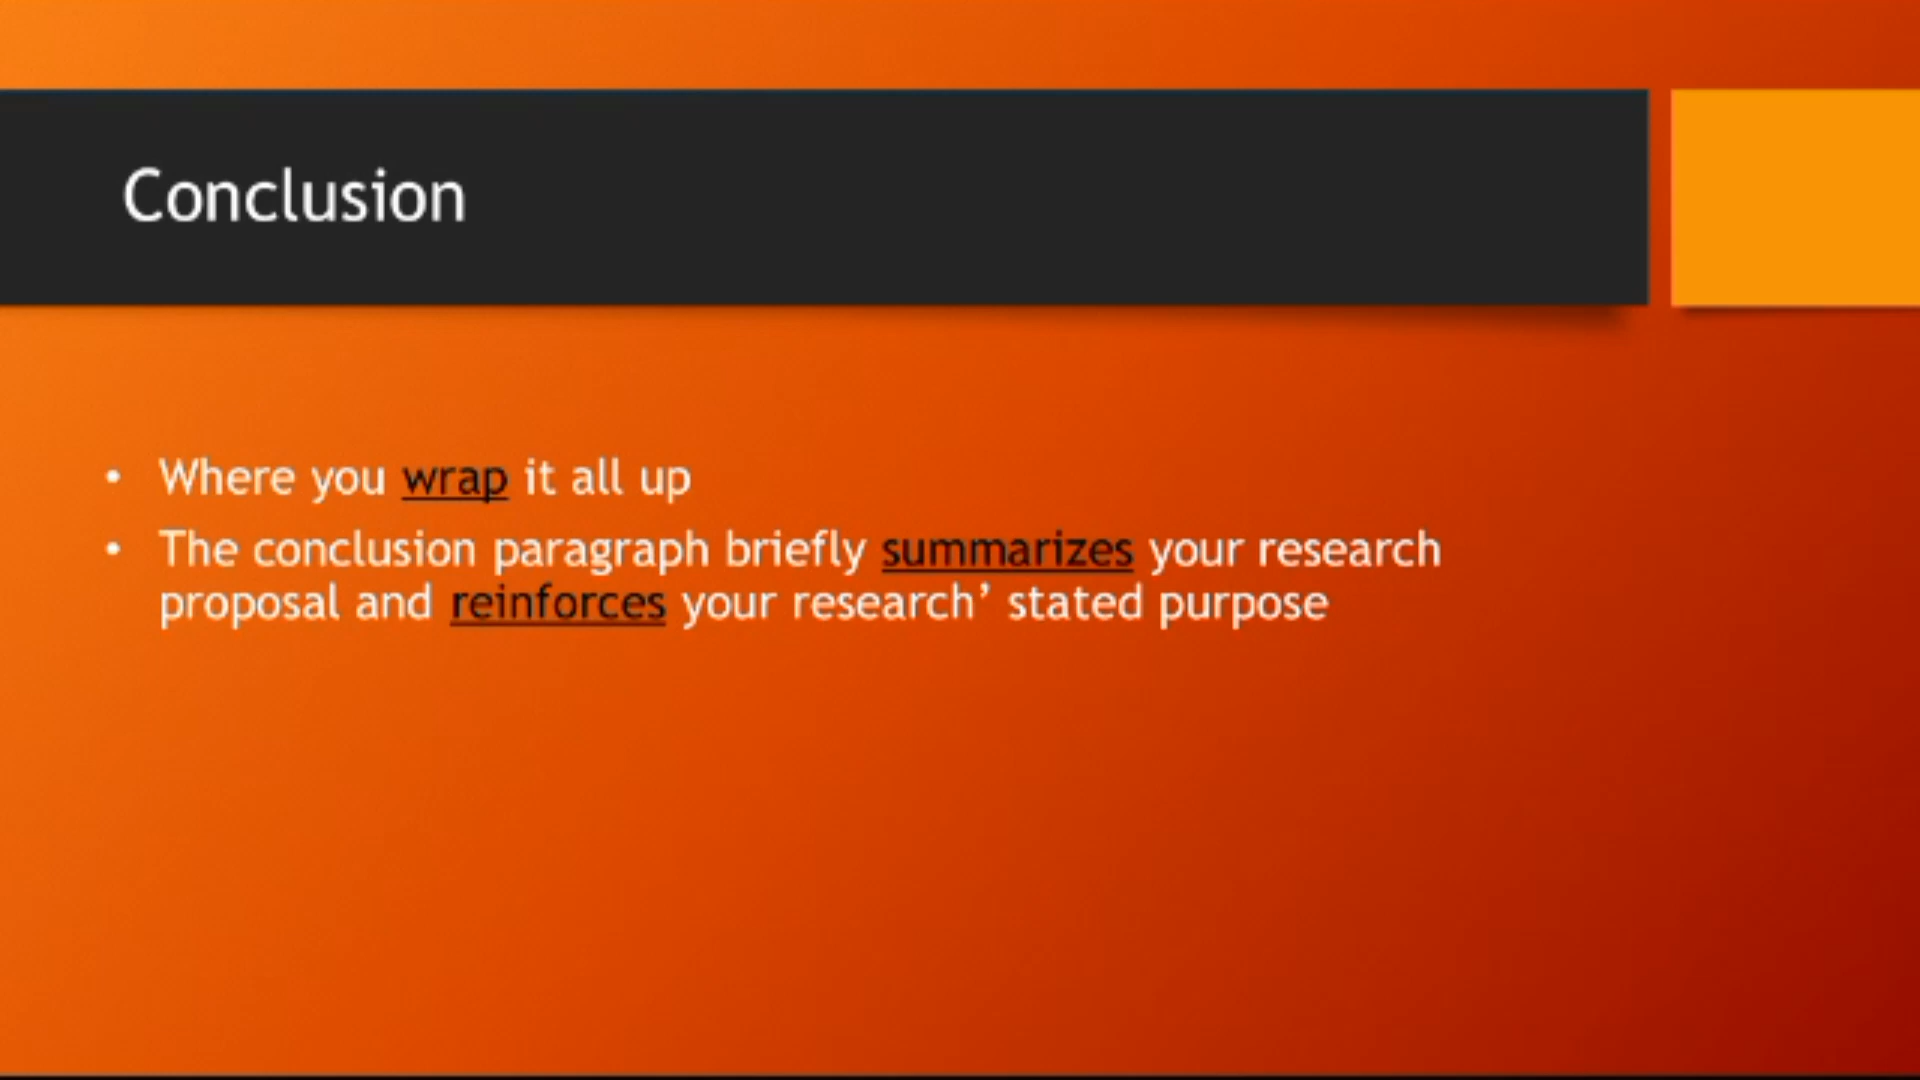 Conclusion
• Where you wrap it all up
• The conclusion paragraph briefly summarizes your research
proposal and reinforces your research’ stated purpose